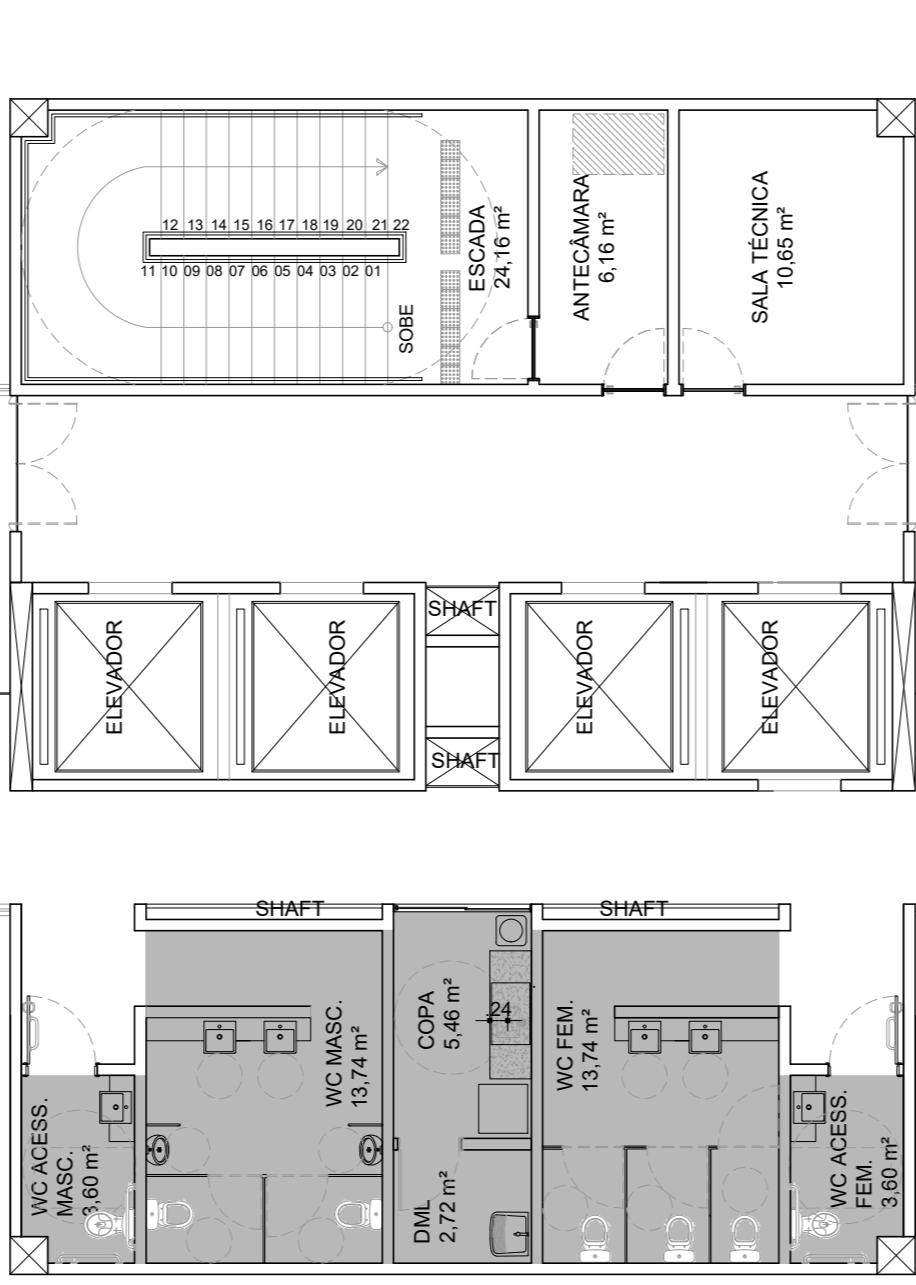 12 13 14 15 16 17 18 19 20 21 22
11 10 09 08 07 06 05 04 03 02 01
SOBE
ESCADA
24,16 m²
ANTECÂMARA
6,16 m²
SALA TÉCNICA
10,65 m²
ELEVADOR
ELEVADOR
SHAFT
SHAFT
ELEVADOR
ELEVADOR
SHAFT
SHAFT
WC ACESS.
MASC.
3,60 m²
WC MASC.
13,74 m²
COPA
5,46 m²
.24
DML
2,72 m²
WC FEM.
13,74 m²
WC ACESS.
FEM.
3,60 m²